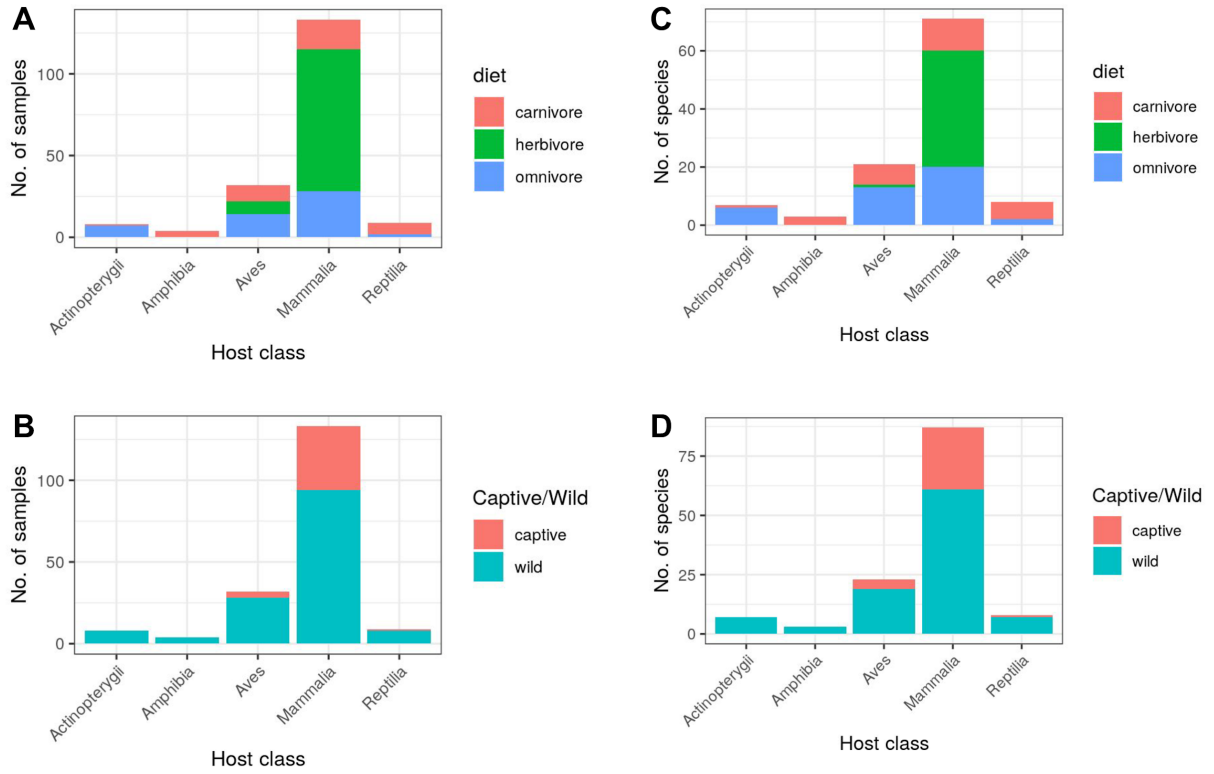 A
No. of samples
100
50
0
Actinopterygii
Amphibia
Aves
Mammalia
Reptilia
Host class
diet
carnivore
herbivore
omnivore
C
No. of species
60
40
20
0
Actinopterygii
Amphibia
Aves
Mammalia
Reptilia
Host class
diet
carnivore
herbivore
omnivore
B
No. of samples
100
50
0
Actinopterygii
Amphibia
Aves
Mammalia
Reptilia
Host class
Captive/Wild
captive
wild
D
No. of species
75
50
25
0
Actinopterygii
Amphibia
Aves
Mammalia
Reptilia
Host class
Captive/Wild
captive
wild